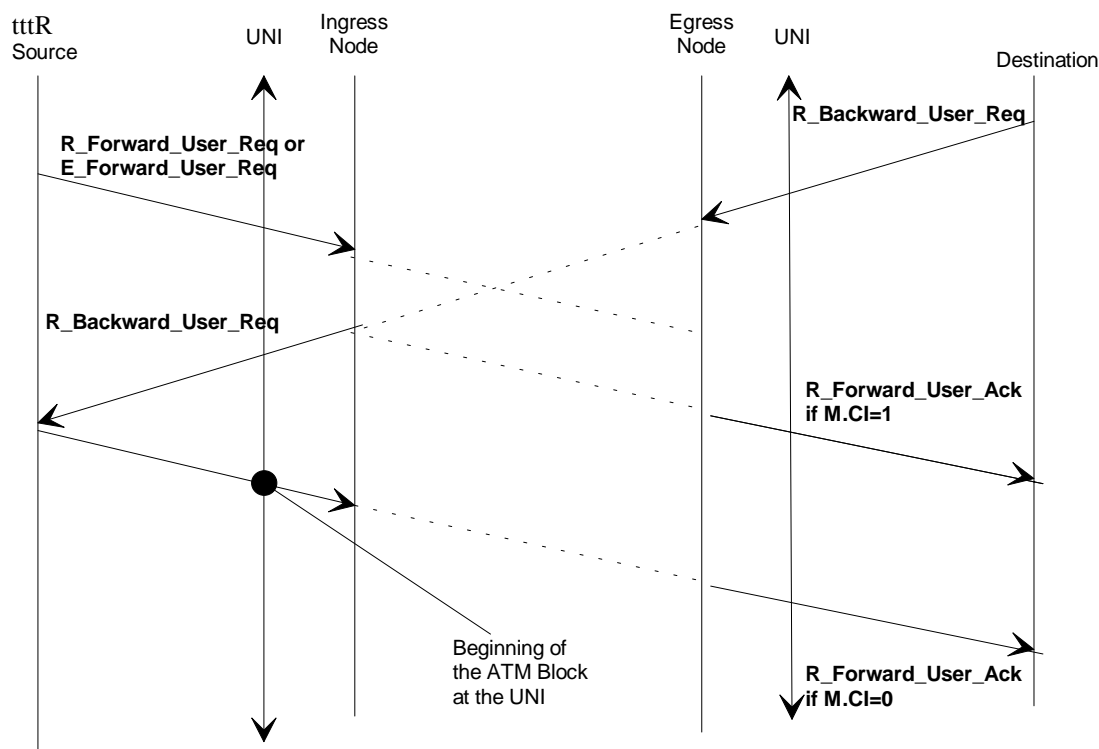 tttR
Source
UNI
Ingress
Node
Egress
Node
UNI
Destination
R_Backward_User_Req
R_Forward_User_Req or
E_Forward_User_Req
R_Backward_User_Req
R_Forward_User_Ack
if M.CI=1
Beginning of
the ATM Block
at the UNI
R_Forward_User_Ack
if M.CI=0